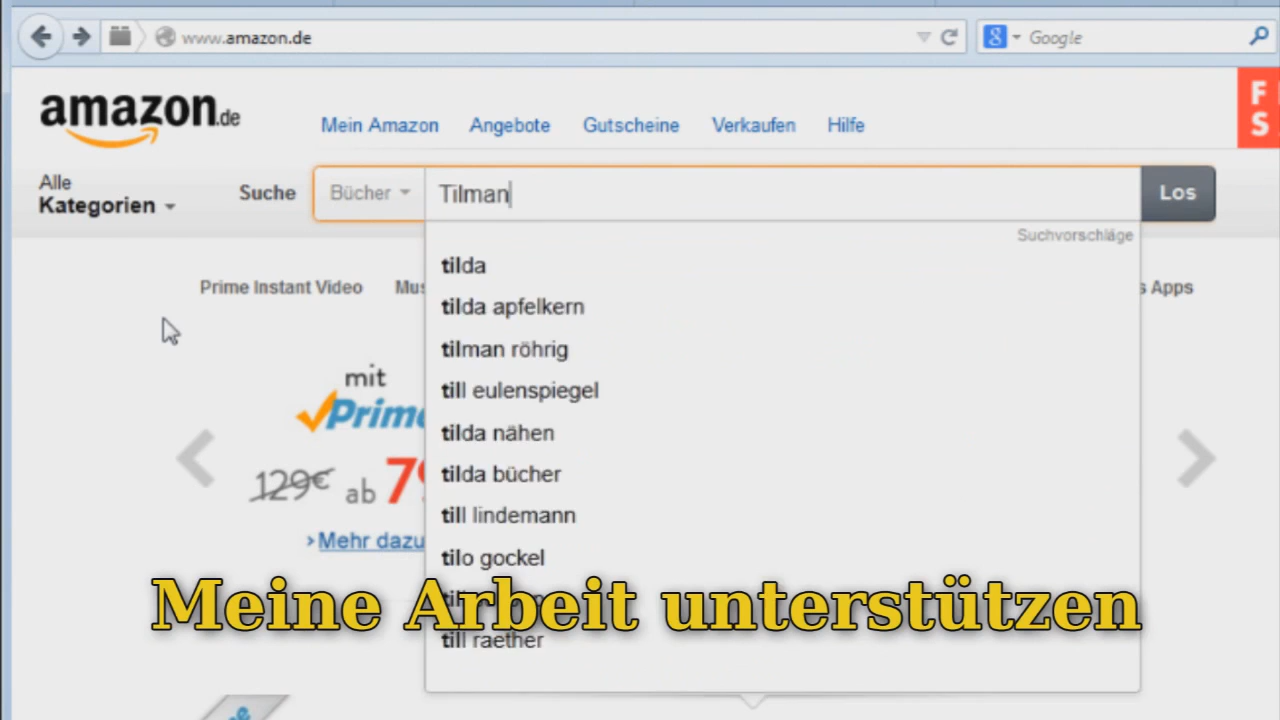 www.amazon.de
Google
amazon.de
Mein Amazon
Angebote
Gutscheine
Verkaufen
Hilfe
F
S
Alle
Kategorien
Suche
Bücher
Tilman
Los
Suchvorschläge
Prime Instant Video
Apps
tilda
tilda apfelkern
tilman röhrig
till eulenspiegel
tilda nähen
tilda bücher
till lindemann
tilo gockel
till raether
mit
Prime
129€ ab 79
›Mehr dazu
Meine Arbeit unterstützen